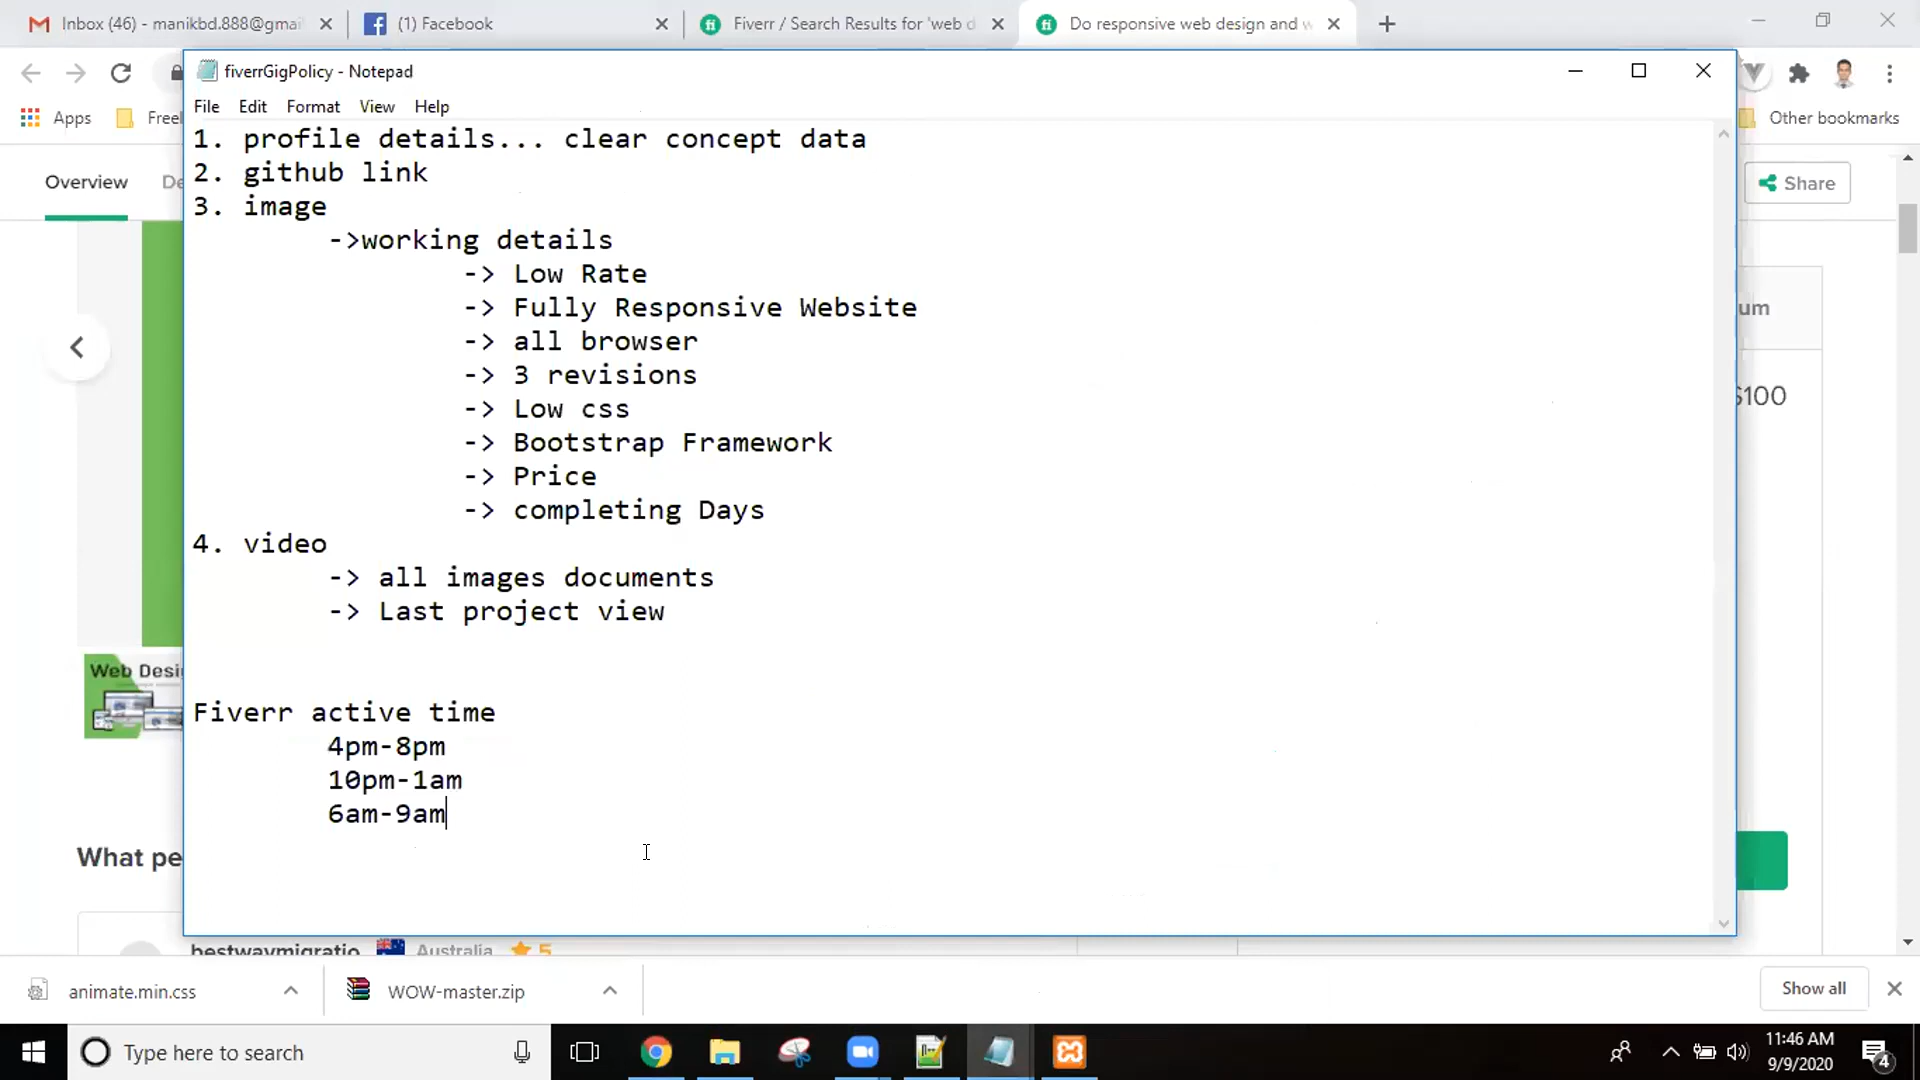 Inbox (46) - manikbd.888@gmai
(1) Facebook
Fiverr / Search Results for 'web d
Do responsive web design and w
fiverrGigPolicy - Notepad
File Edit Format View Help
Apps
Freel
Other bookmarks
1. profile details... clear concept data
2. github link
3. image
->working details
-> Low Rate
-> Fully Responsive Website
-> all browser
-> 3 revisions
-> Low css
-> Bootstrap Framework
-> Price
-> completing Days
4. video
-> all images documents
-> Last project view
Fiverr active time
4pm-8pm
10pm-1am
6am-9am
Overview
De
Share
um
$100
Web Desi
What pe
bestwaymigratio Australia 5
animate.min.css
WOW-master.zip
Show all
Type here to search
11:46 AM
9/9/2020
4